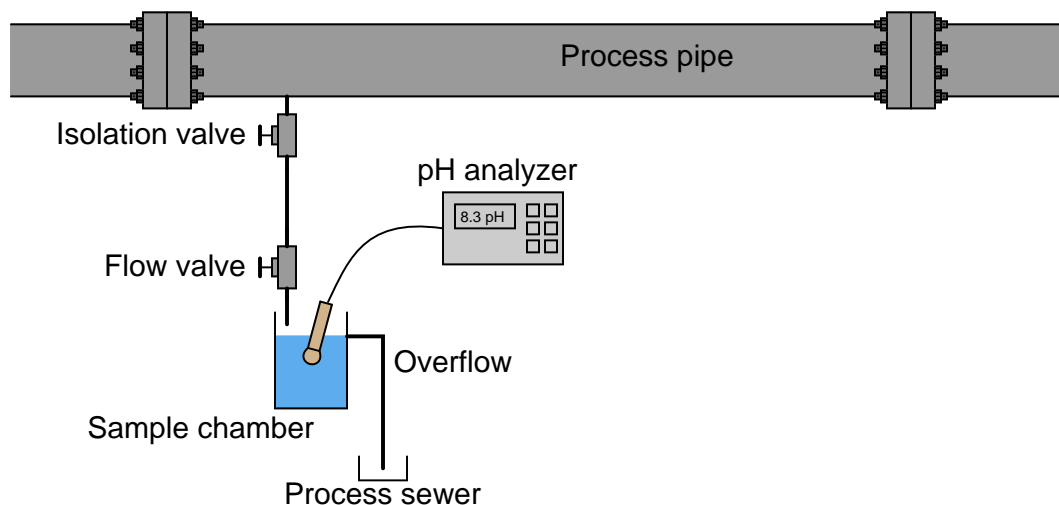 Process pipe
Isolation valve
pH analyzer
8.3 pH
Flow valve
Overflow
Sample chamber
Process sewer